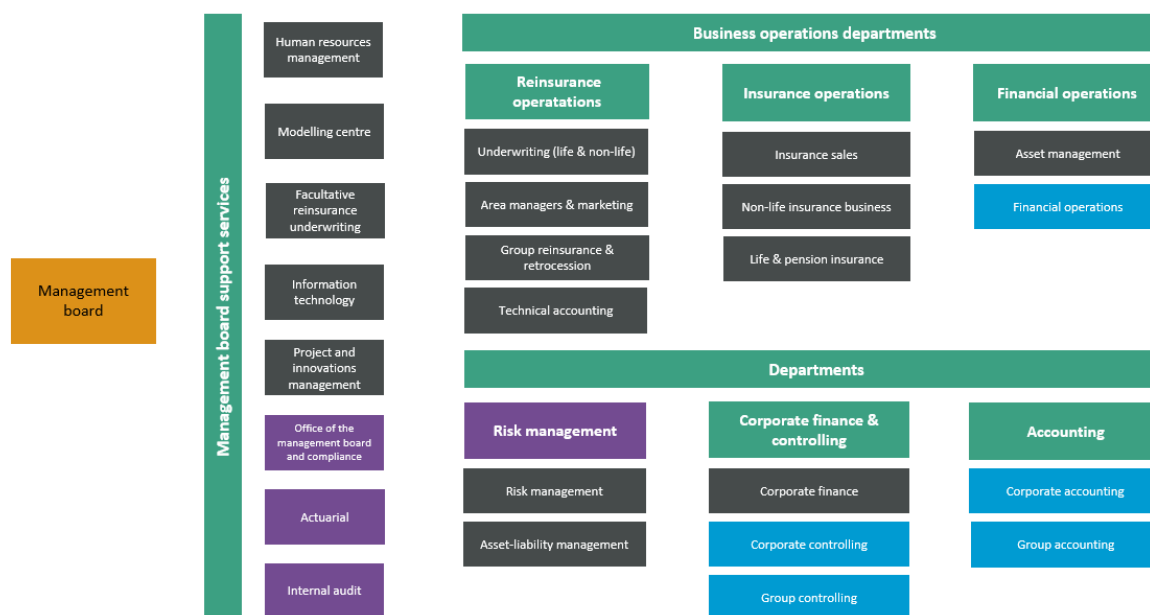 Management
board
Management board support services
Human resources
management
Modelling centre
Facultative
reinsurance
underwriting
Information
technology
Project and
innovations
management
Office of the
management board
and compliance
Actuarial
Internal audit
Business operations departments
Reinsurance
operatations
Underwriting (life & non-life)
Area managers & marketing
Group reinsurance &
retrocession
Technical accounting
Insurance operations
Insurance sales
Non-life insurance business
Life & pension insurance
Financial operations
Asset management
Financial operations
Departments
Risk management
Risk management
Asset-liability management
Corporate finance &
controlling
Corporate finance
Corporate controlling
Group controlling
Accounting
Corporate accounting
Group accounting